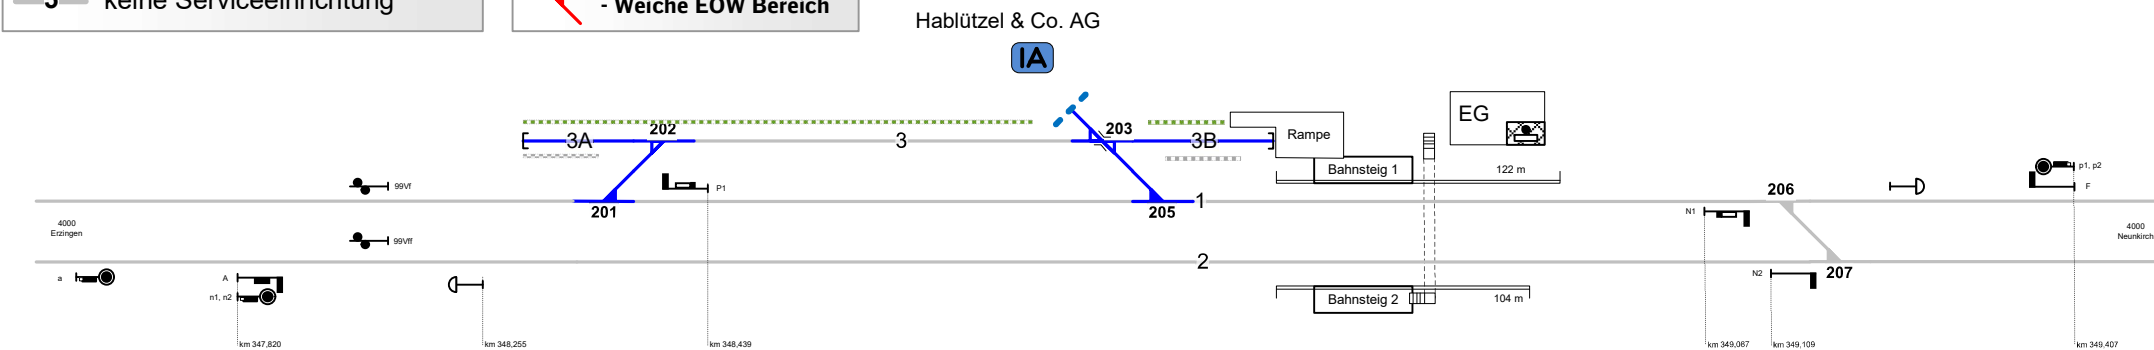 3 keine Serviceeinrichtung
- Weiche EOW Bereich
Hablützel & Co. AG
IA
EG
3A
202
3
203
3B
Rampe
Bahnsteig 1
122 m
p1, p2
F
99Vf
P1
201
205
1
206
4000
Erzingen
99Vff
N1
4000
Neunkirch
2
a
A
n1, n2
N2
207
Bahnsteig 2
104 m
km 347,820
km 348,255
km 348,439
km 349,067
km 349,109
km 349,407